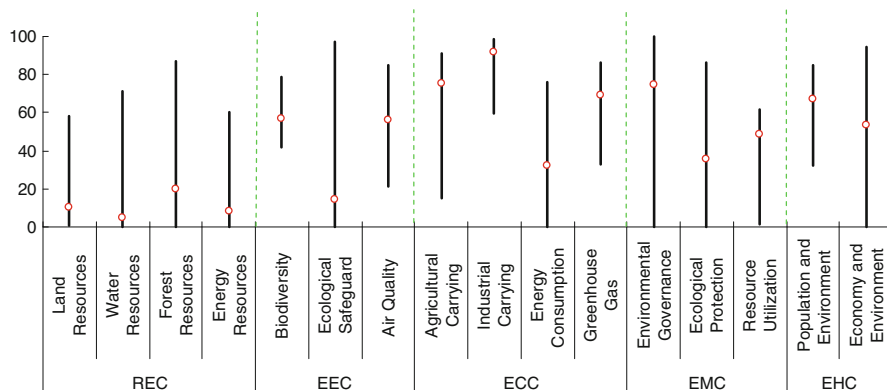 100
80
60
40
20
0
Land
Resources
Water
Resources
Forest
Resources
Energy
Resources
Biodiversity
Ecological
Safeguard
Air Quality
Agricultural
Carrying
Industrial
Carrying
Energy
Consumption
Greenhouse
Gas
Environmental
Governance
Ecological
Protection
Resource
Utilization
Population and
Environment
Economy and
Environment
REC
EEC
ECC
EMC
EHC